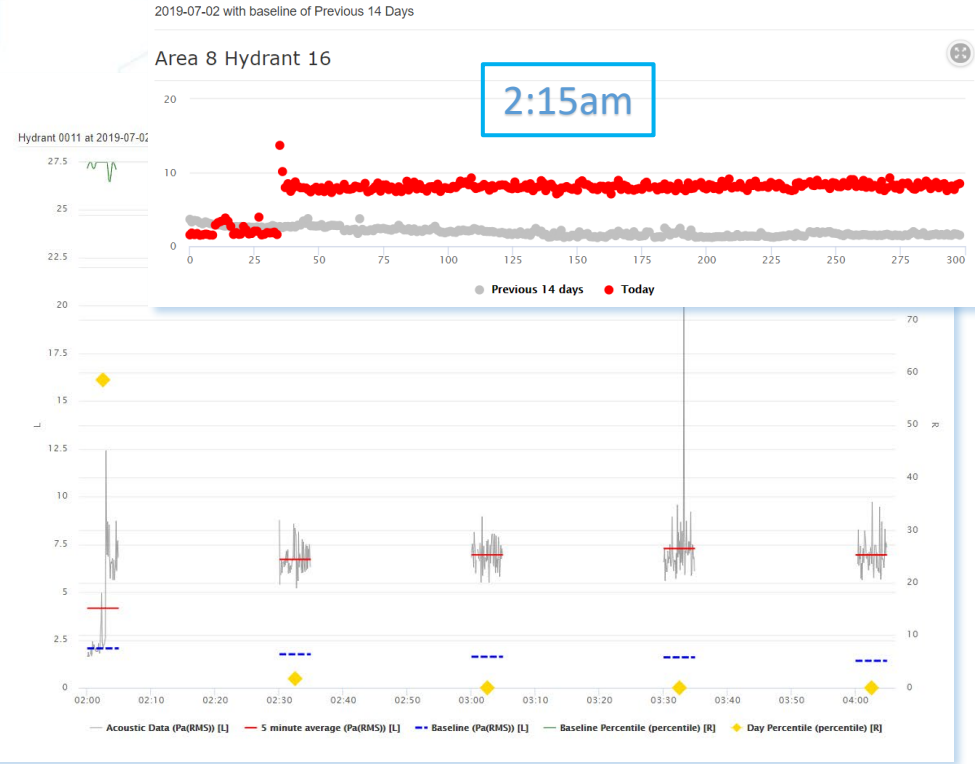 2019-07-02 with baseline of Previous 14 Days
Area 8 Hydrant 16
2:15am
20
10
0
0 25 50 75 100 125 150 175 200 225 250 275 300
Previous 14 days Today
Hydrant 0011 at 2019-07-02
27.5
25
22.5
20
17.5
15
12.5
10
7.5
5
2.5
0
L
70
60
50
40
30
20
10
0
R
02:00 02:10 02:20 02:30 02:40 02:50 03:00 03:10 03:20 03:30 03:40 03:50 04:00
Acoustic Data (Pa(RMS)) [L] 5 minute average (Pa(RMS)) [L] Baseline (Pa(RMS)) [L] Baseline Percentile (percentile) [R] Day Percentile (percentile) [R]